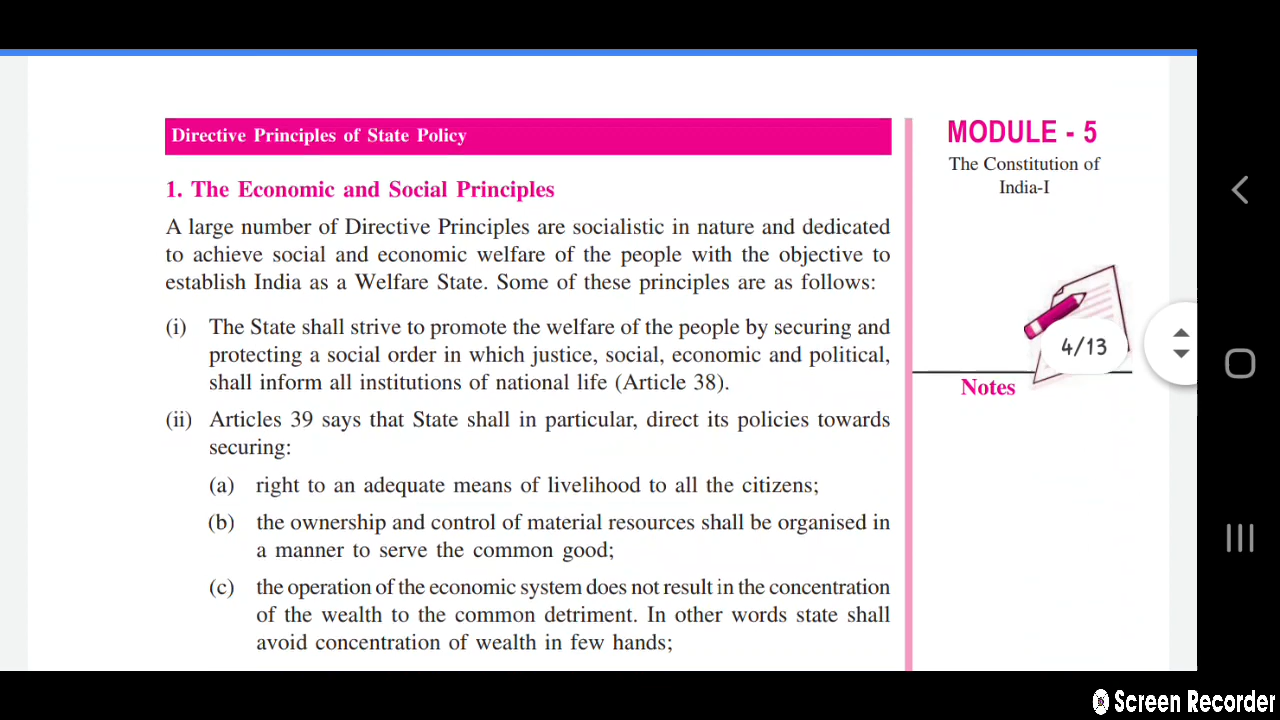 Directive Principles of State Policy
MODULE - 5
The Constitution of
India-I
1. The Economic and Social Principles
A large number of Directive Principles are socialistic in nature and dedicated
to achieve social and economic welfare of the people with the objective to
establish India as a Welfare State. Some of these principles are as follows:
(i) The State shall strive to promote the welfare of the people by securing and
protecting a social order in which justice, social, economic and political,
shall inform all institutions of national life (Article 38).
4/13
Notes
(ii) Articles 39 says that State shall in particular, direct its policies towards
securing:
(a) right to an adequate means of livelihood to all the citizens;
(b) the ownership and control of material resources shall be organised in
a manner to serve the common good;
(c) the operation of the economic system does not result in the concentration
of the wealth to the common detriment. In other words state shall
avoid concentration of wealth in few hands;
Screen Recorder